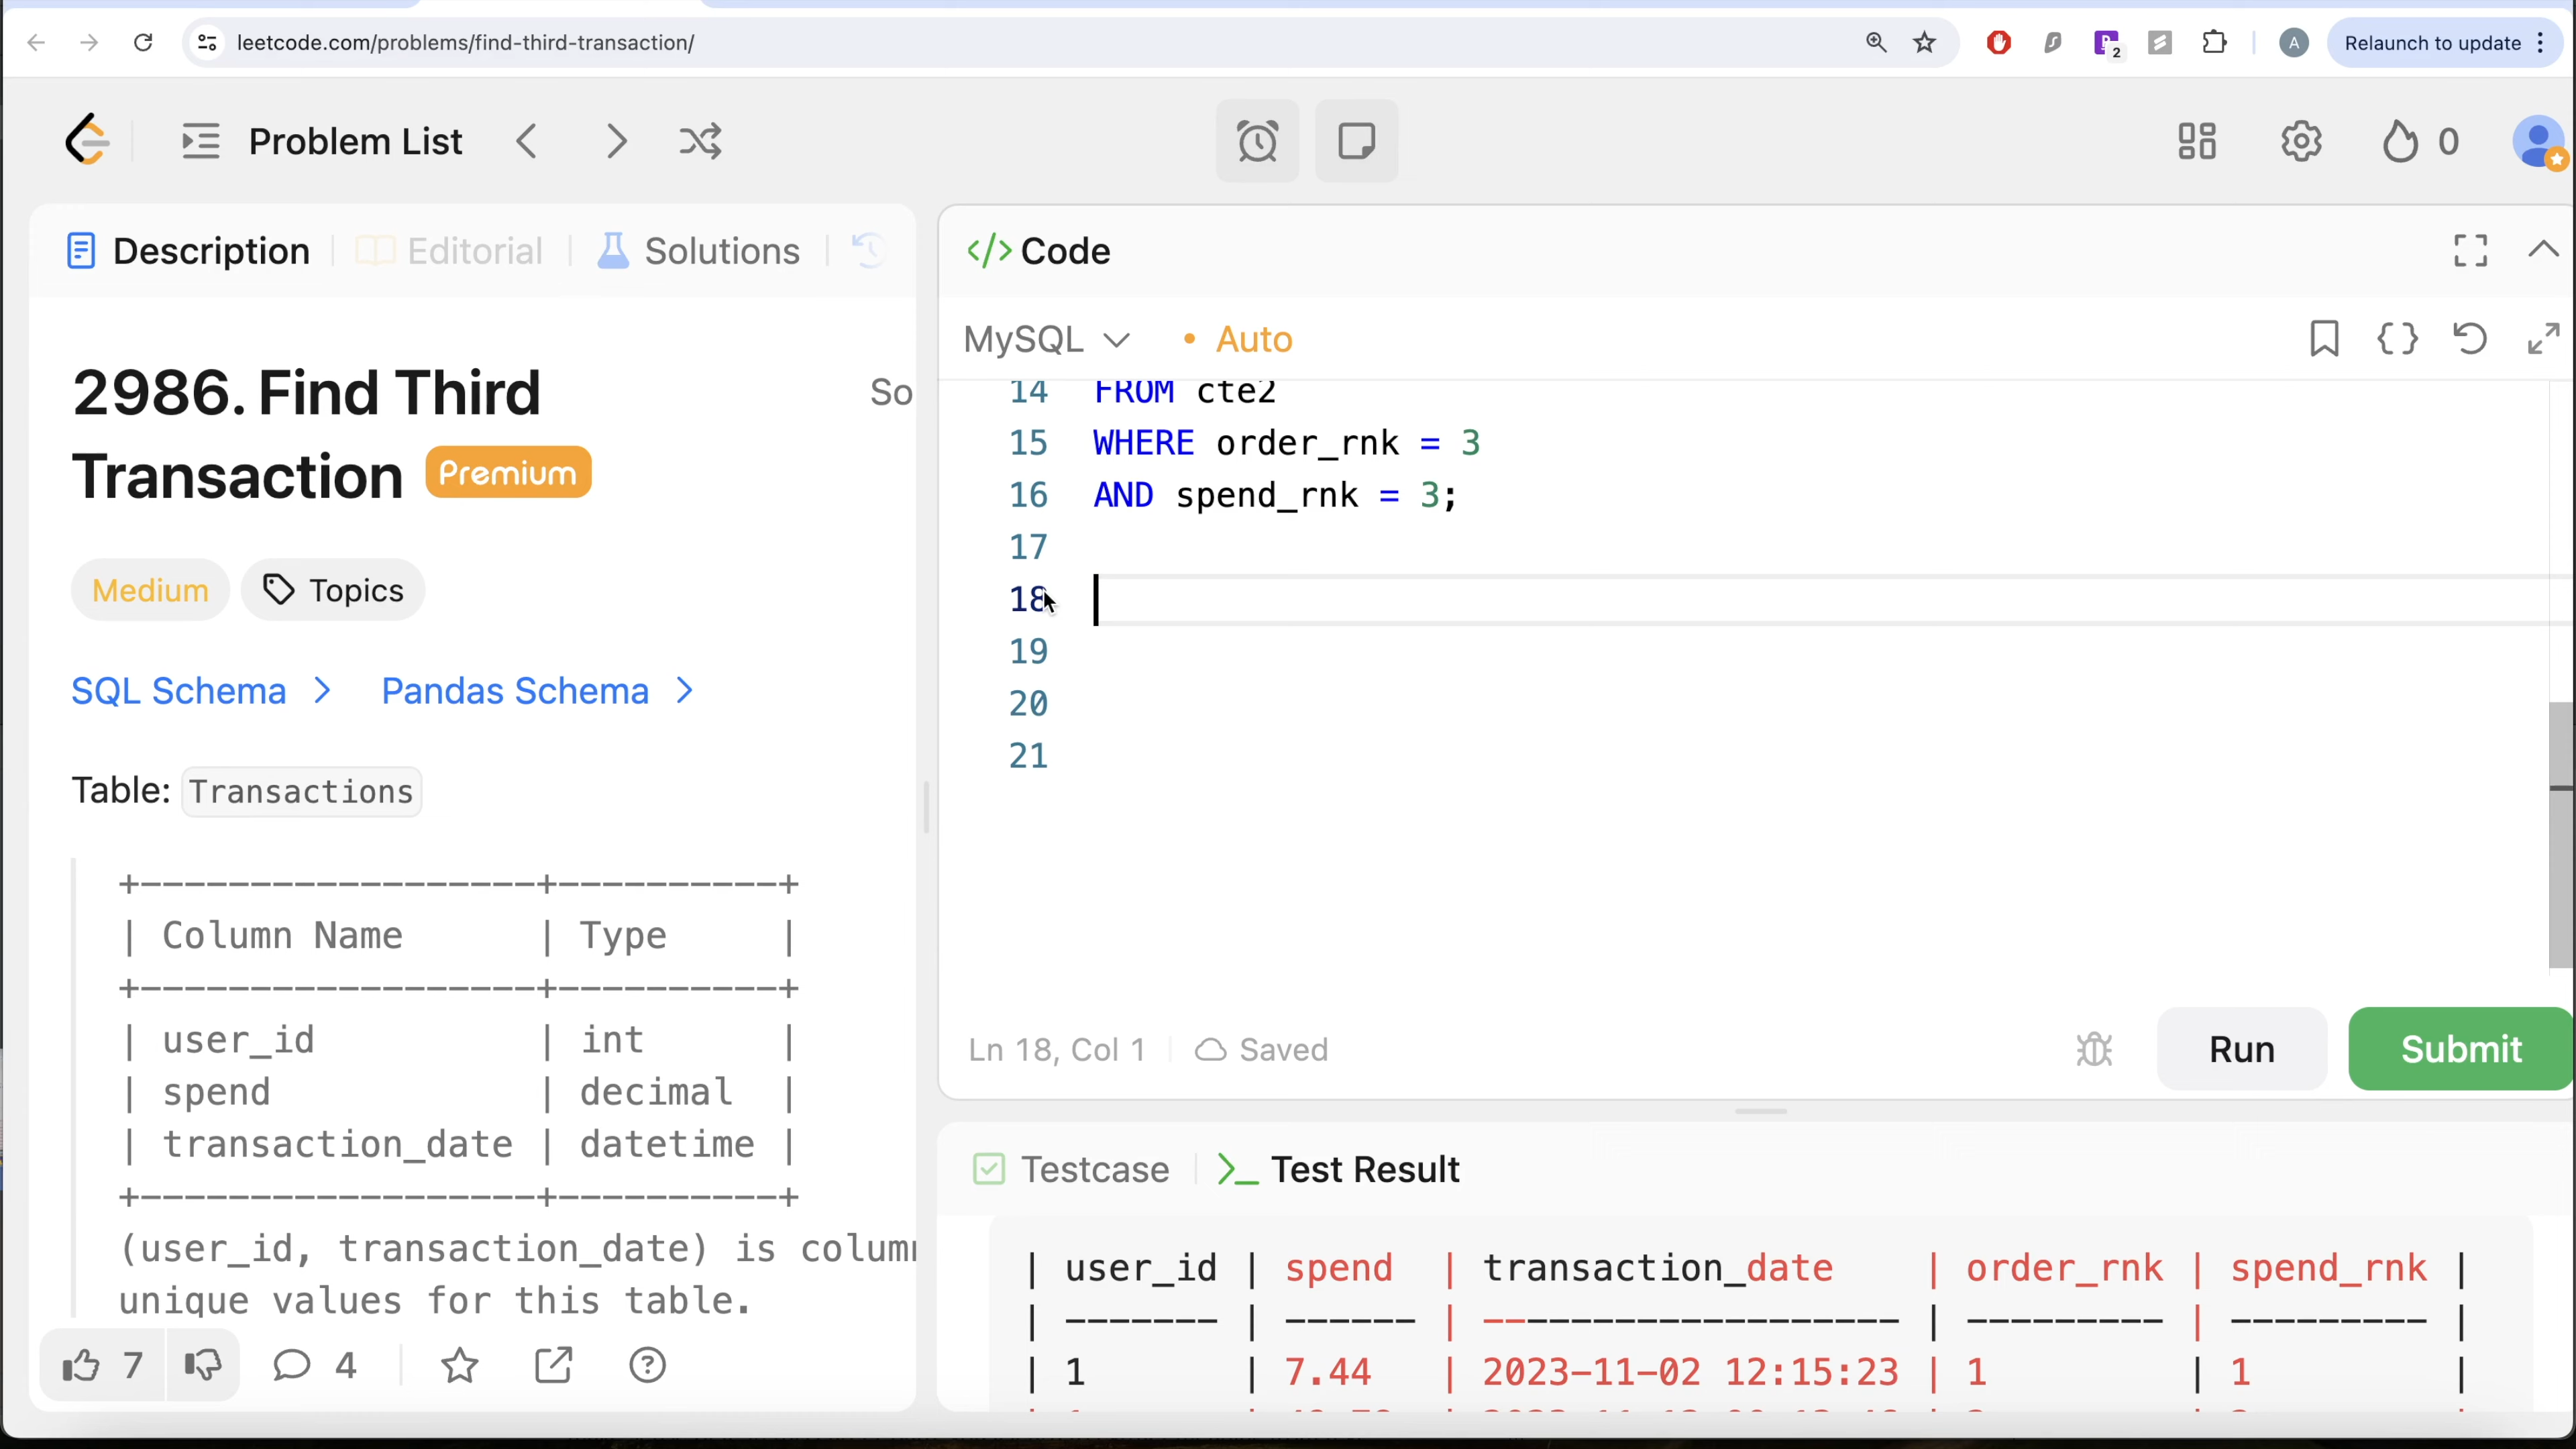 leetcode.com/problems/find-third-transaction/
2
A
Relaunch to update
Problem List
0
Description
Editorial
Solutions
Code
MySQL
• Auto
2986. Find Third
Transaction
Premium
So
Medium
Topics
SQL Schema >
Pandas Schema >
Table: Transactions
+-------------------+----------+
| Column Name | Type |
+-------------------+----------+
| user_id | int |
| spend | decimal |
| transaction_date | datetime |
+-------------------+----------+
(user_id, transaction_date) is colum
unique values for this table.
7
4
14 FROM cte2
15 WHERE order_rnk = 3
16 AND spend_rnk = 3;
17
18
19
20
21
Ln 18, Col 1
Saved
Run
Submit
Testcase
Test Result
| user_id | spend | transaction_date | order_rnk | spend_rnk |
| ------- | ------ | ------------------- | --------- | --------- |
| 1 | 7.44 | 2023-11-02 12:15:23 | 1 | 1 |